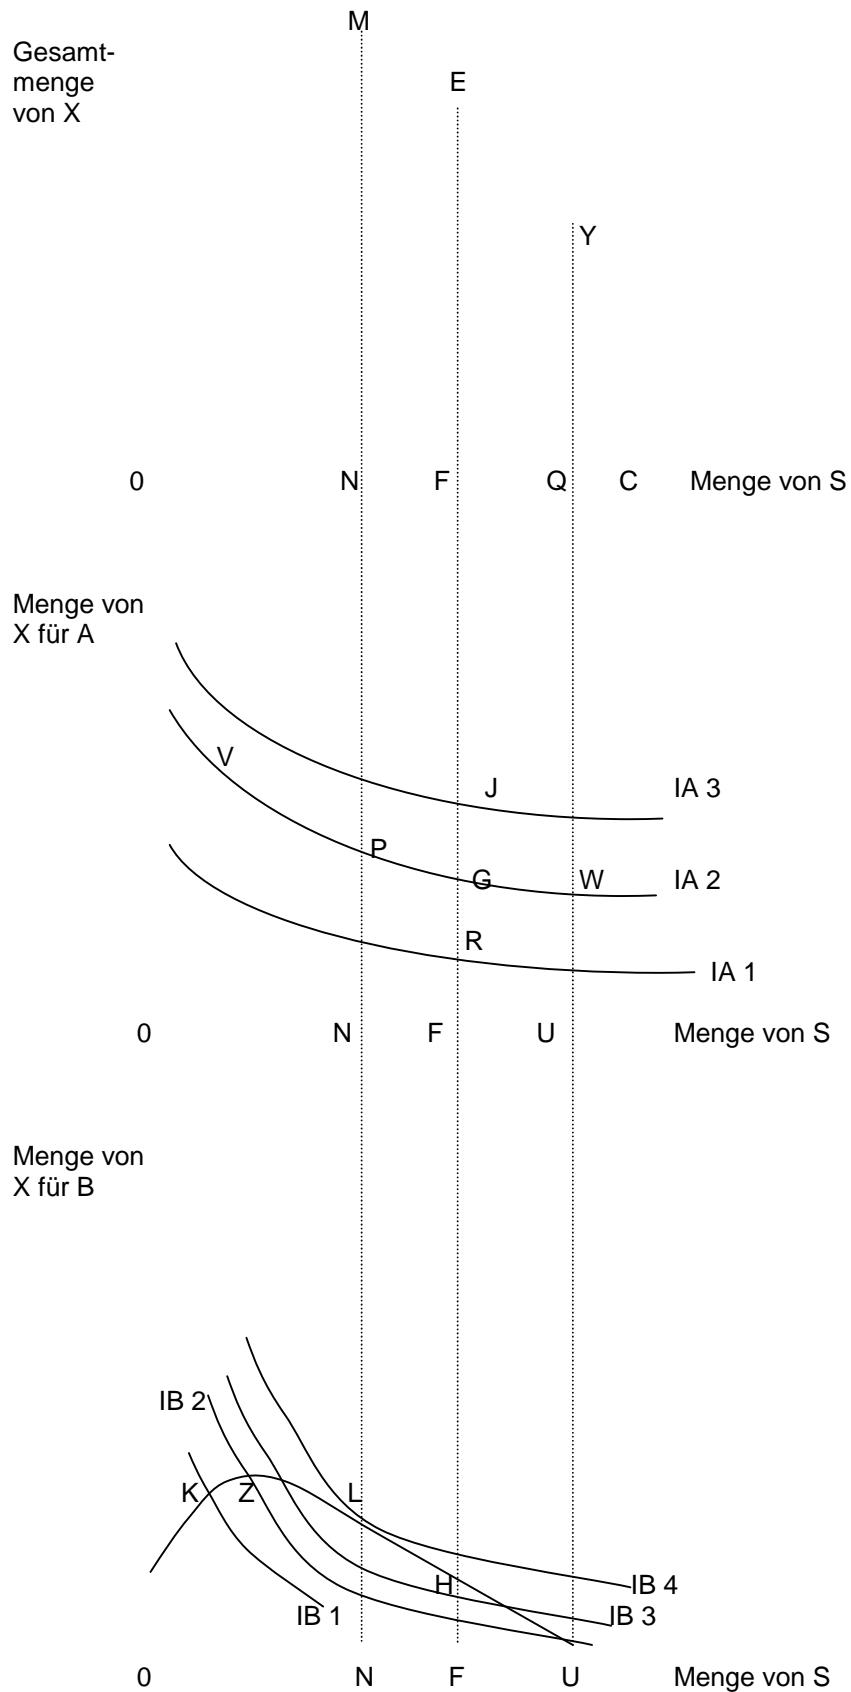 M
Gesamt-
menge
von X
E
Y
0 N F Q C Menge von S
Menge von
X für A
V
J IA 3
P
G W IA 2
R
IA 1
0 N F U Menge von S
Menge von
X für B
IB 2
K Z L
H IB 4
IB 1 IB 3
0 N F U Menge von S